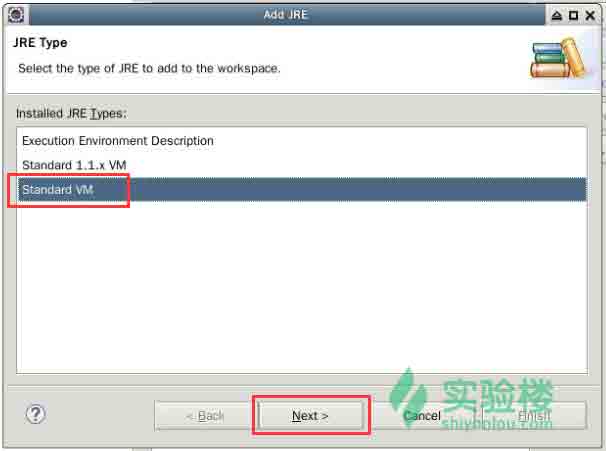 Add JRE
JRE Type
Select the type of JRE to add to the workspace.
Installed JRE Types:
Execution Environment Description
Standard 1.1.x VM
Standard VM
< Back
Next >
Cancel
Finish
实验楼
shiyanlou.com